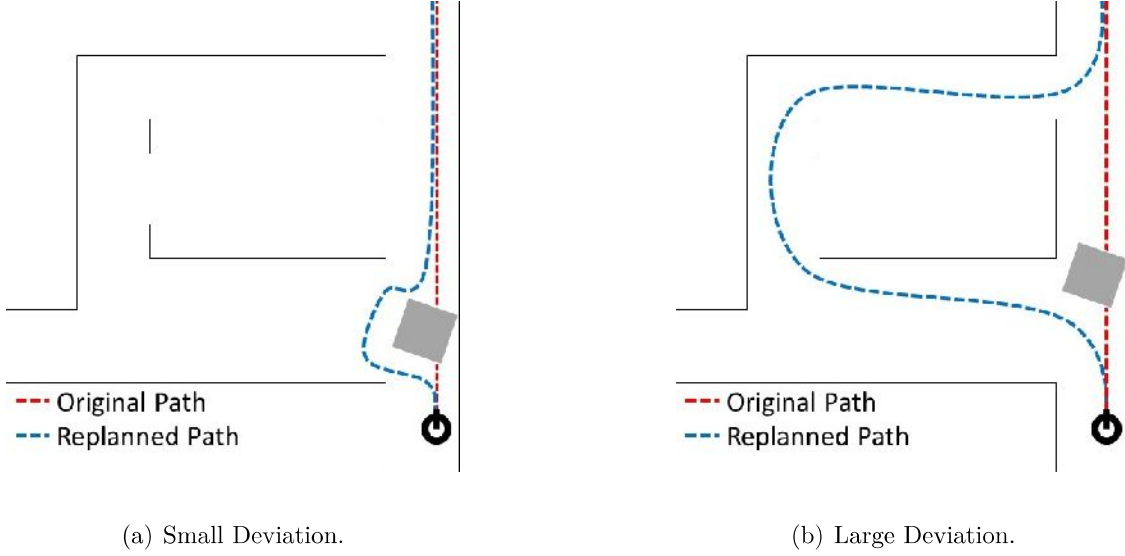 Original Path
Replanned Path
(a) Small Deviation.
Original Path
Replanned Path
(b) Large Deviation.